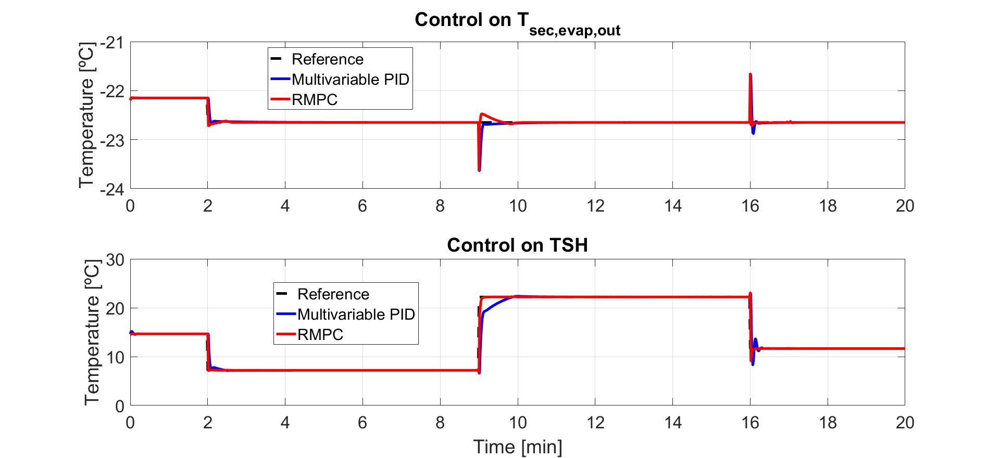 Control on Tsec,evap,out
Temperature [ºC]
-21
-22
-23
-24
Reference
Multivariable PID
RMPC
0 2 4 6 8 10 12 14 16 18 20
Control on TSH
Temperature [ºC]
30
20
10
0
Reference
Multivariable PID
RMPC
0 2 4 6 8 10 12 14 16 18 20
Time [min]